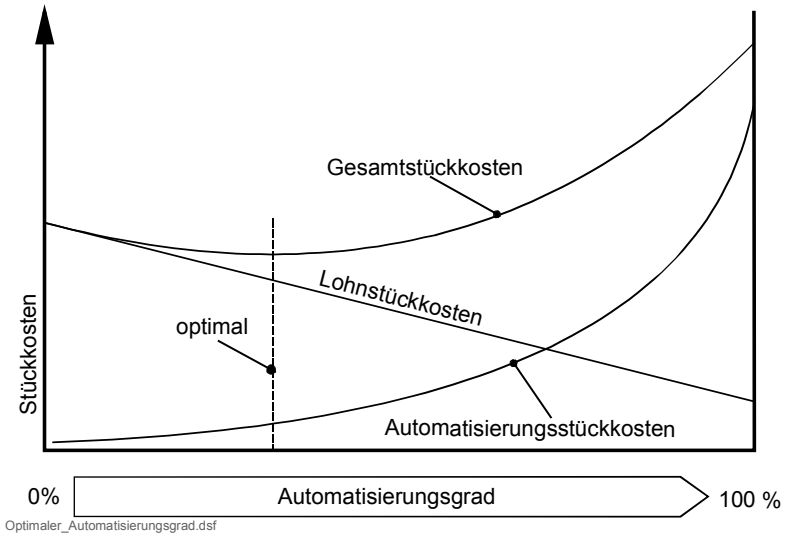 Gesamtstückkosten
Lohnstückkosten
optimal
Stückkosten
Automatisierungsstückkosten
0%
Automatisierungsgrad
100 %
Optimaler_Automatisierungsgrad.dsf